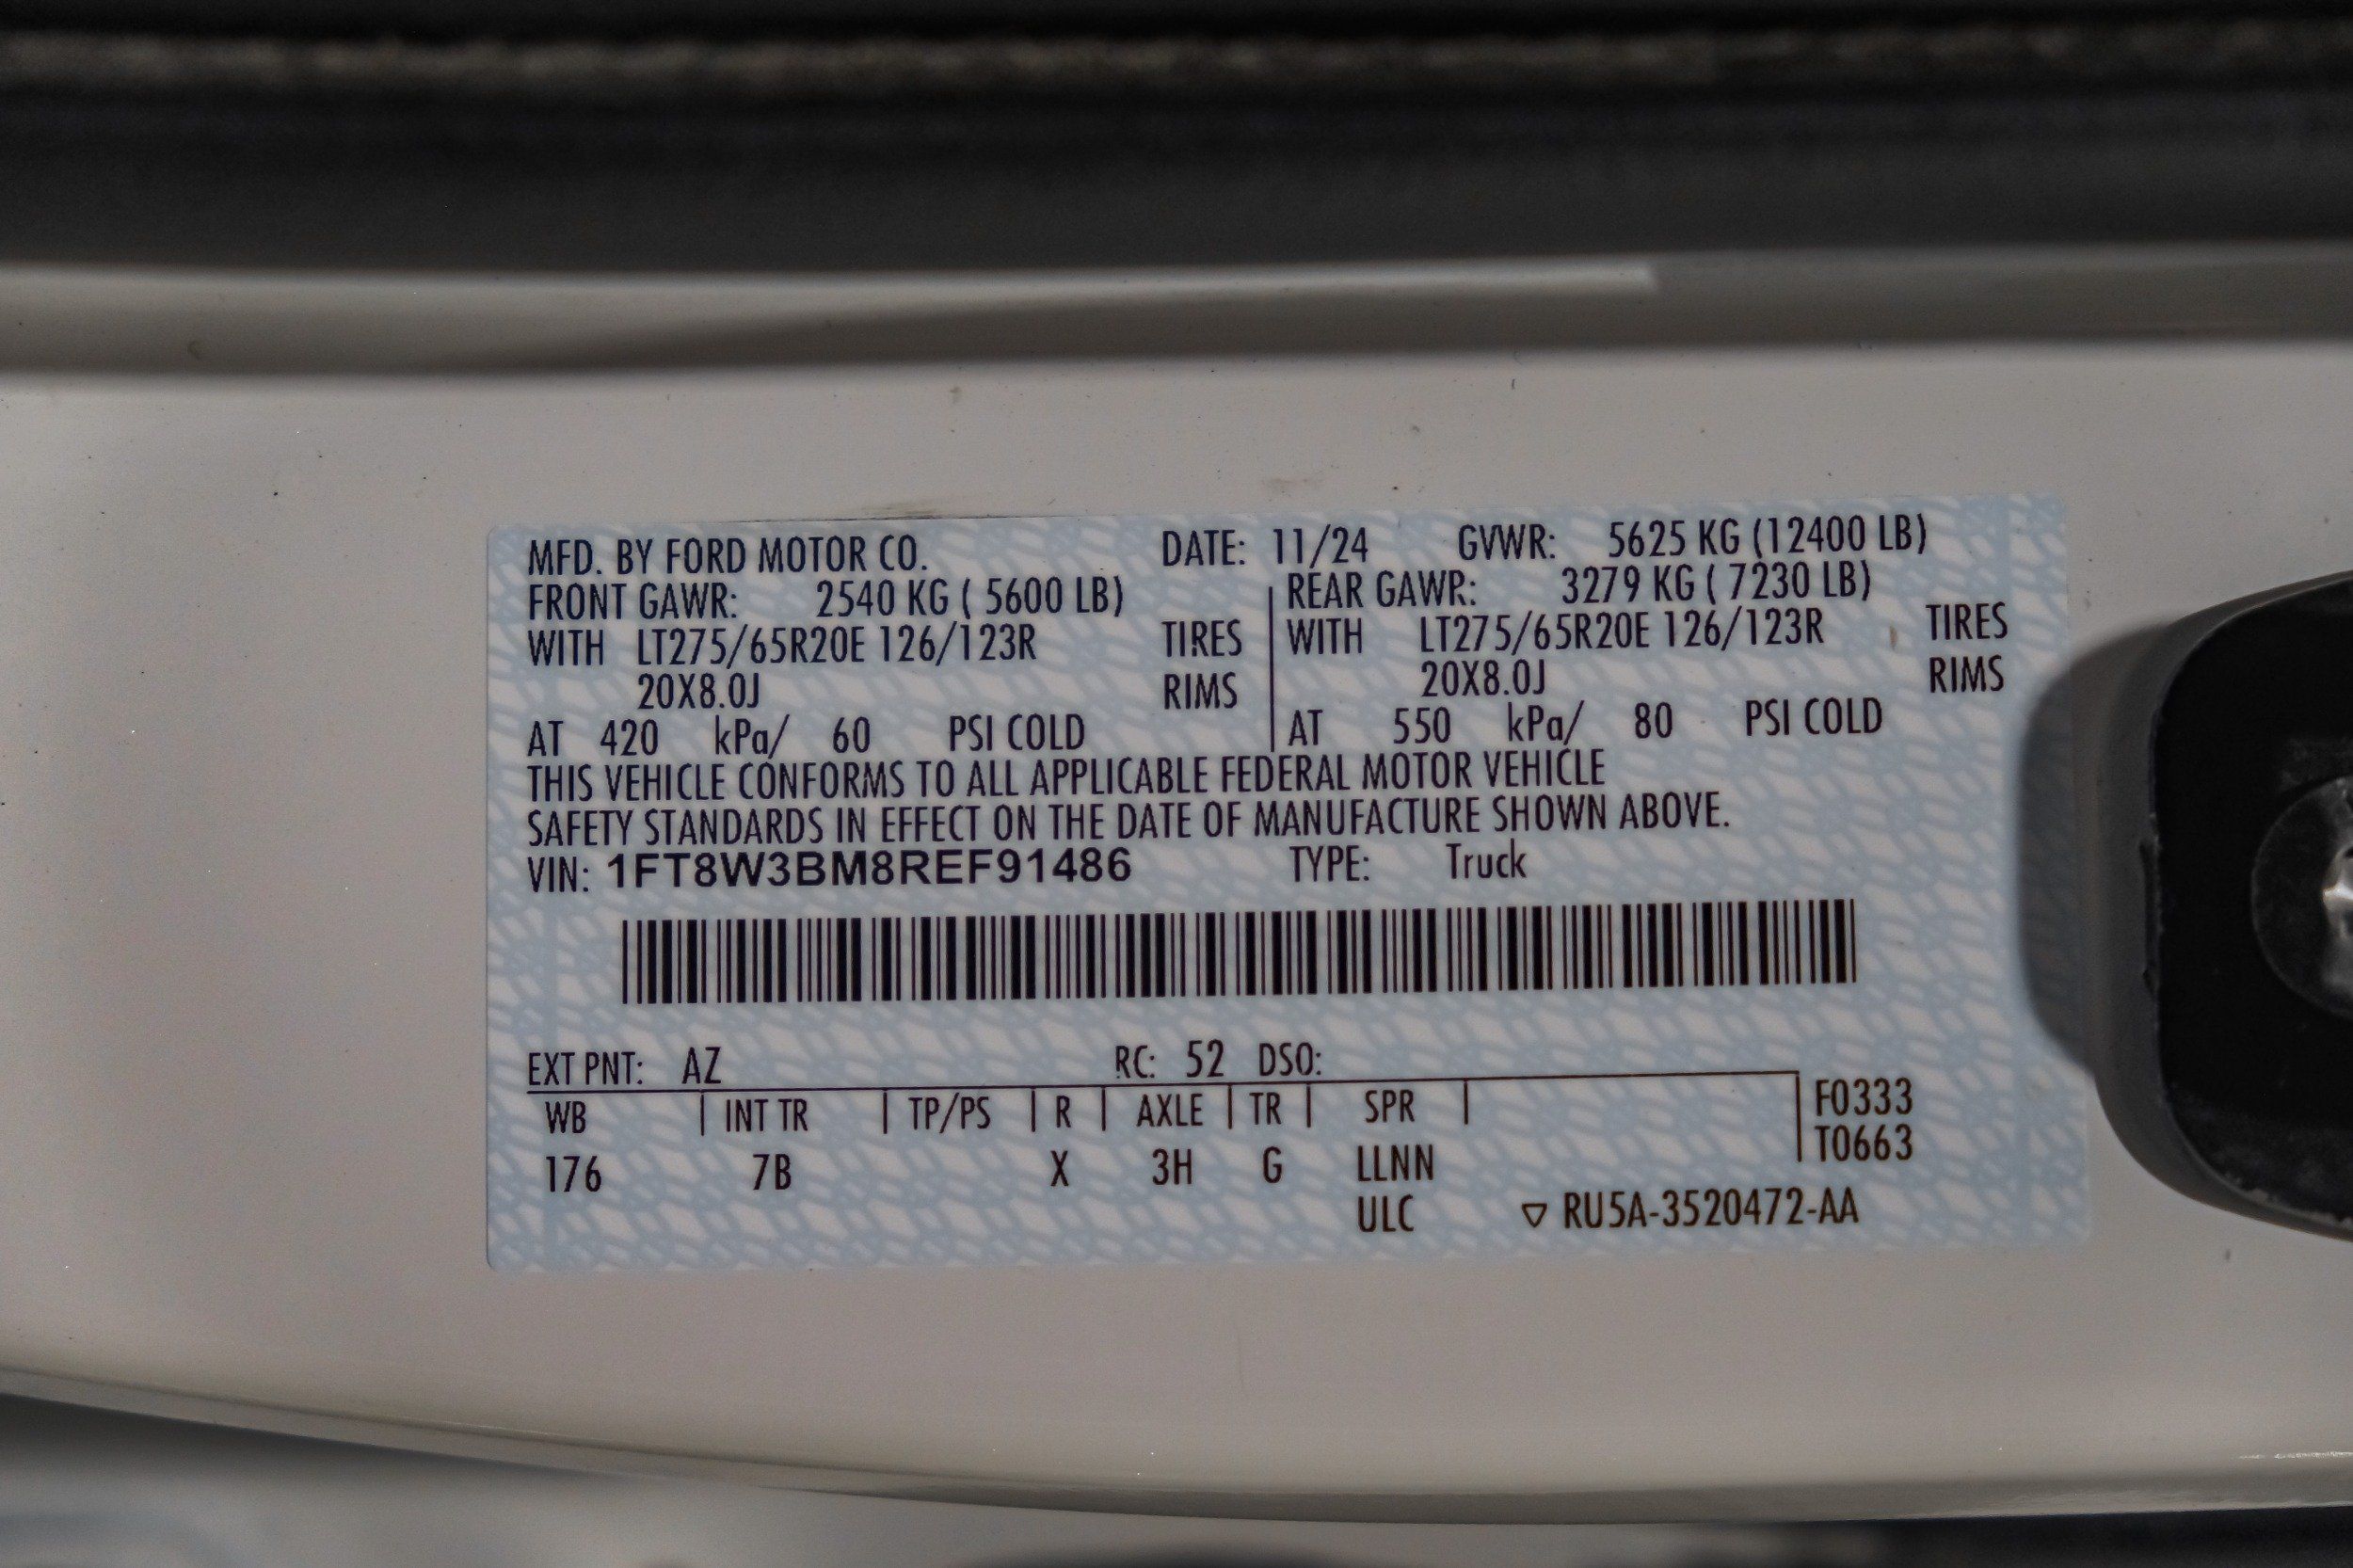 MFD. BY FORD MOTOR CO. DATE: 11/24 GVWR: 5625 KG (12400 LB)
FRONT GAWR: 2540 KG ( 5600 LB) REAR GAWR: 3279 KG ( 7230 LB)
WITH LT275/65R20E 126/123R TIRES WITH LT275/65R20E 126/123R TIRES
20X8.0J RIMS 20X8.0J RIMS
AT 420 kPa/ 60 PSI COLD AT 550 kPa/ 80 PSI COLD
THIS VEHICLE CONFORMS TO ALL APPLICABLE FEDERAL MOTOR VEHICLE
SAFETY STANDARDS IN EFFECT ON THE DATE OF MANUFACTURE SHOWN ABOVE.
VIN: 1FT8W3BM8REF91486 TYPE: Truck
EXT PNT: AZ RC: 52 DSO:
WB INT TR TP/PS R AXLE TR SPR F0333
T0663
176 7B X 3H G LLNN
ULC ▽ RU5A-3520472-AA